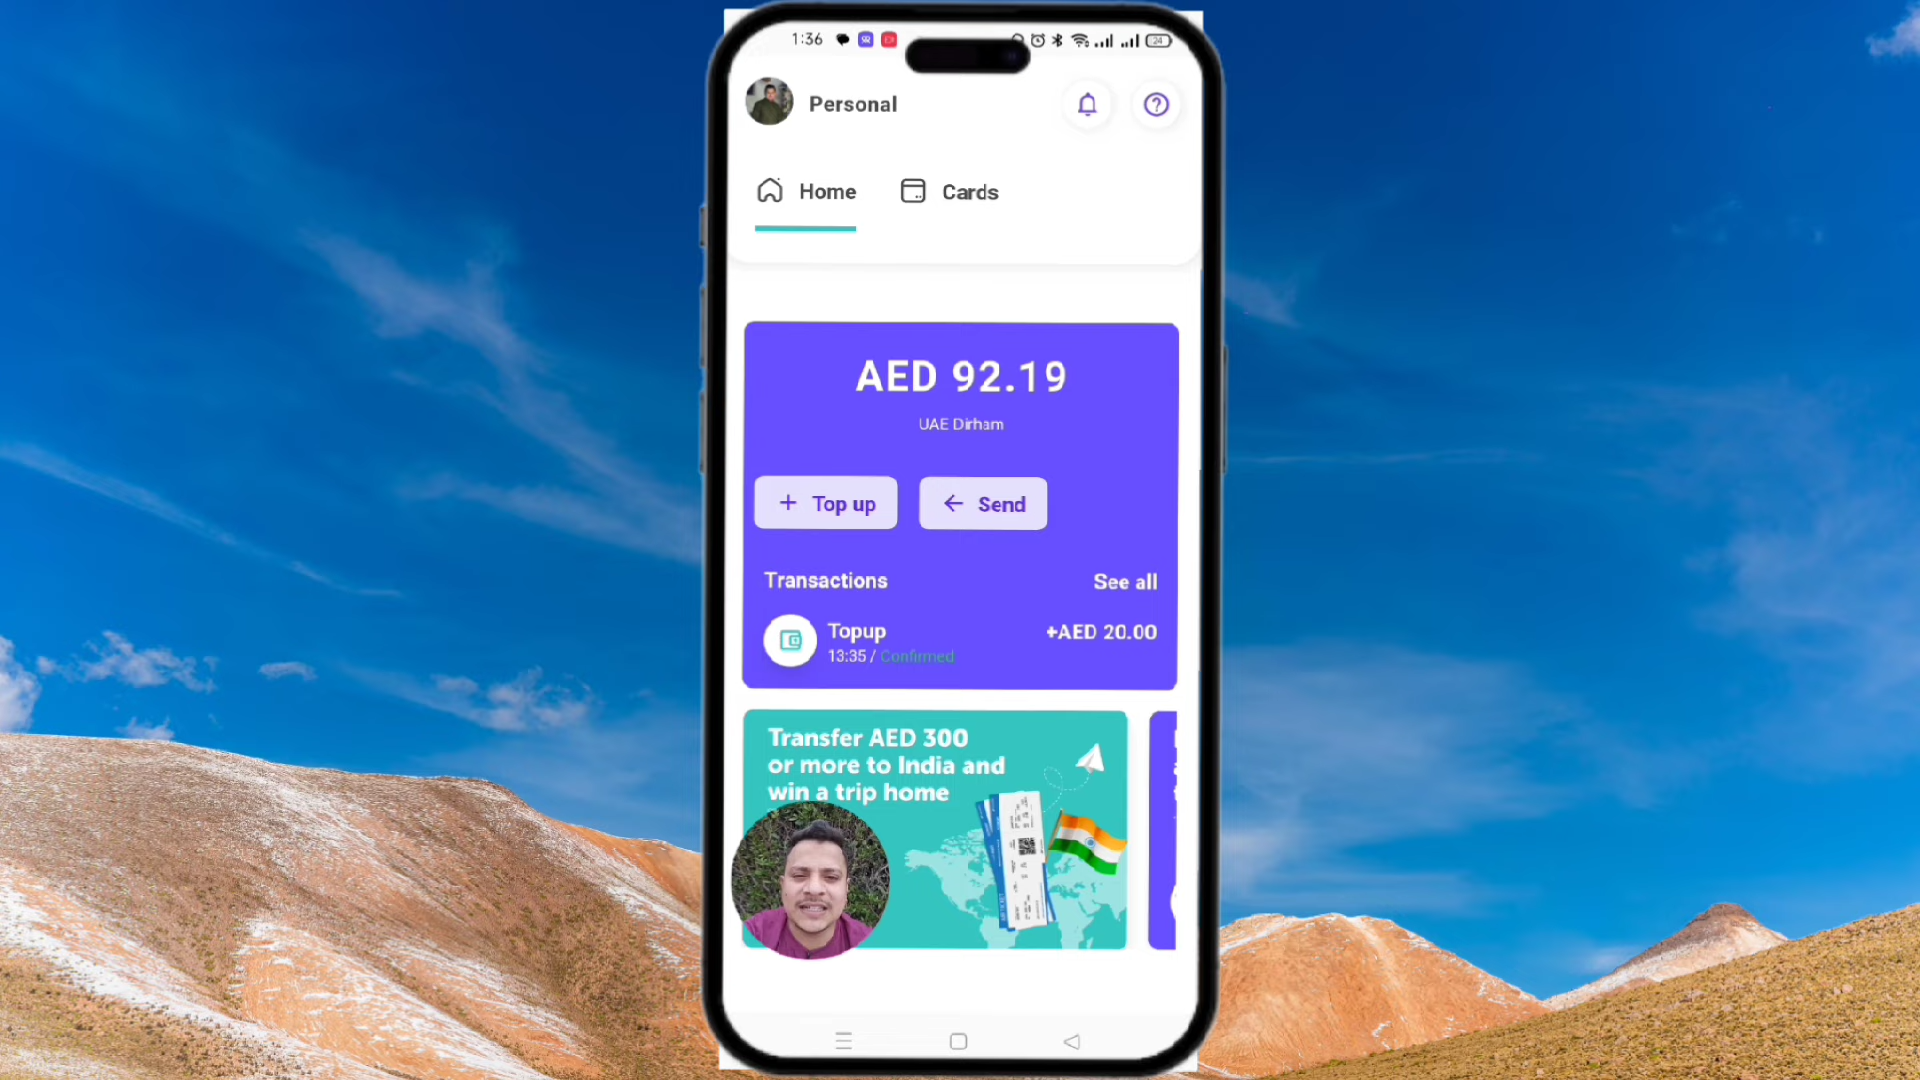 1:36
24
Personal
Home
Cards
AED 92.19
UAE Dirham
+ Top up
← Send
Transactions
See all
Topup
+AED 20.00
13:35 / Confirmed
Transfer AED 300
or more to India and
win a trip home